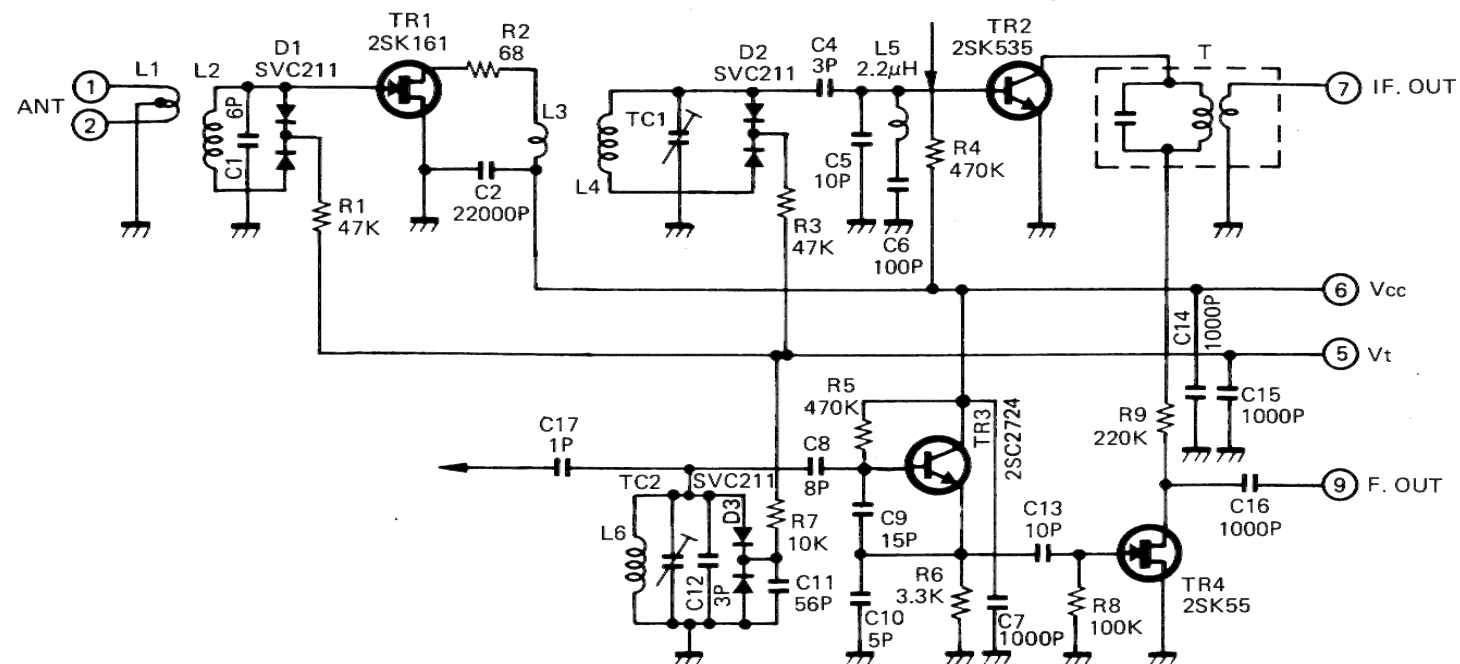 TR1
2SK161
R2
68
D1
SVC211
L1
L2
1
2
ANT
6P
C1
R1
47K
L3
C2
22000P
L4
TC1
D2
SVC211
C4
3P
L5
2.2μH
C5
10P
C6
100P
R3
47K
R4
470K
TR2
2SK535
T
7 IF. OUT
6 Vcc
5 Vt
C14
1000P
C15
1000P
R9
220K
9 F. OUT
C16
1000P
C17
1P
TC2
SVC211
D3
L6
C12
3P
R7
10K
C11
56P
C8
8P
R5
470K
TR3
2SC2724
C9
15P
C10
5P
R6
3.3K
C7
1000P
C13
10P
R8
100K
TR4
2SK55